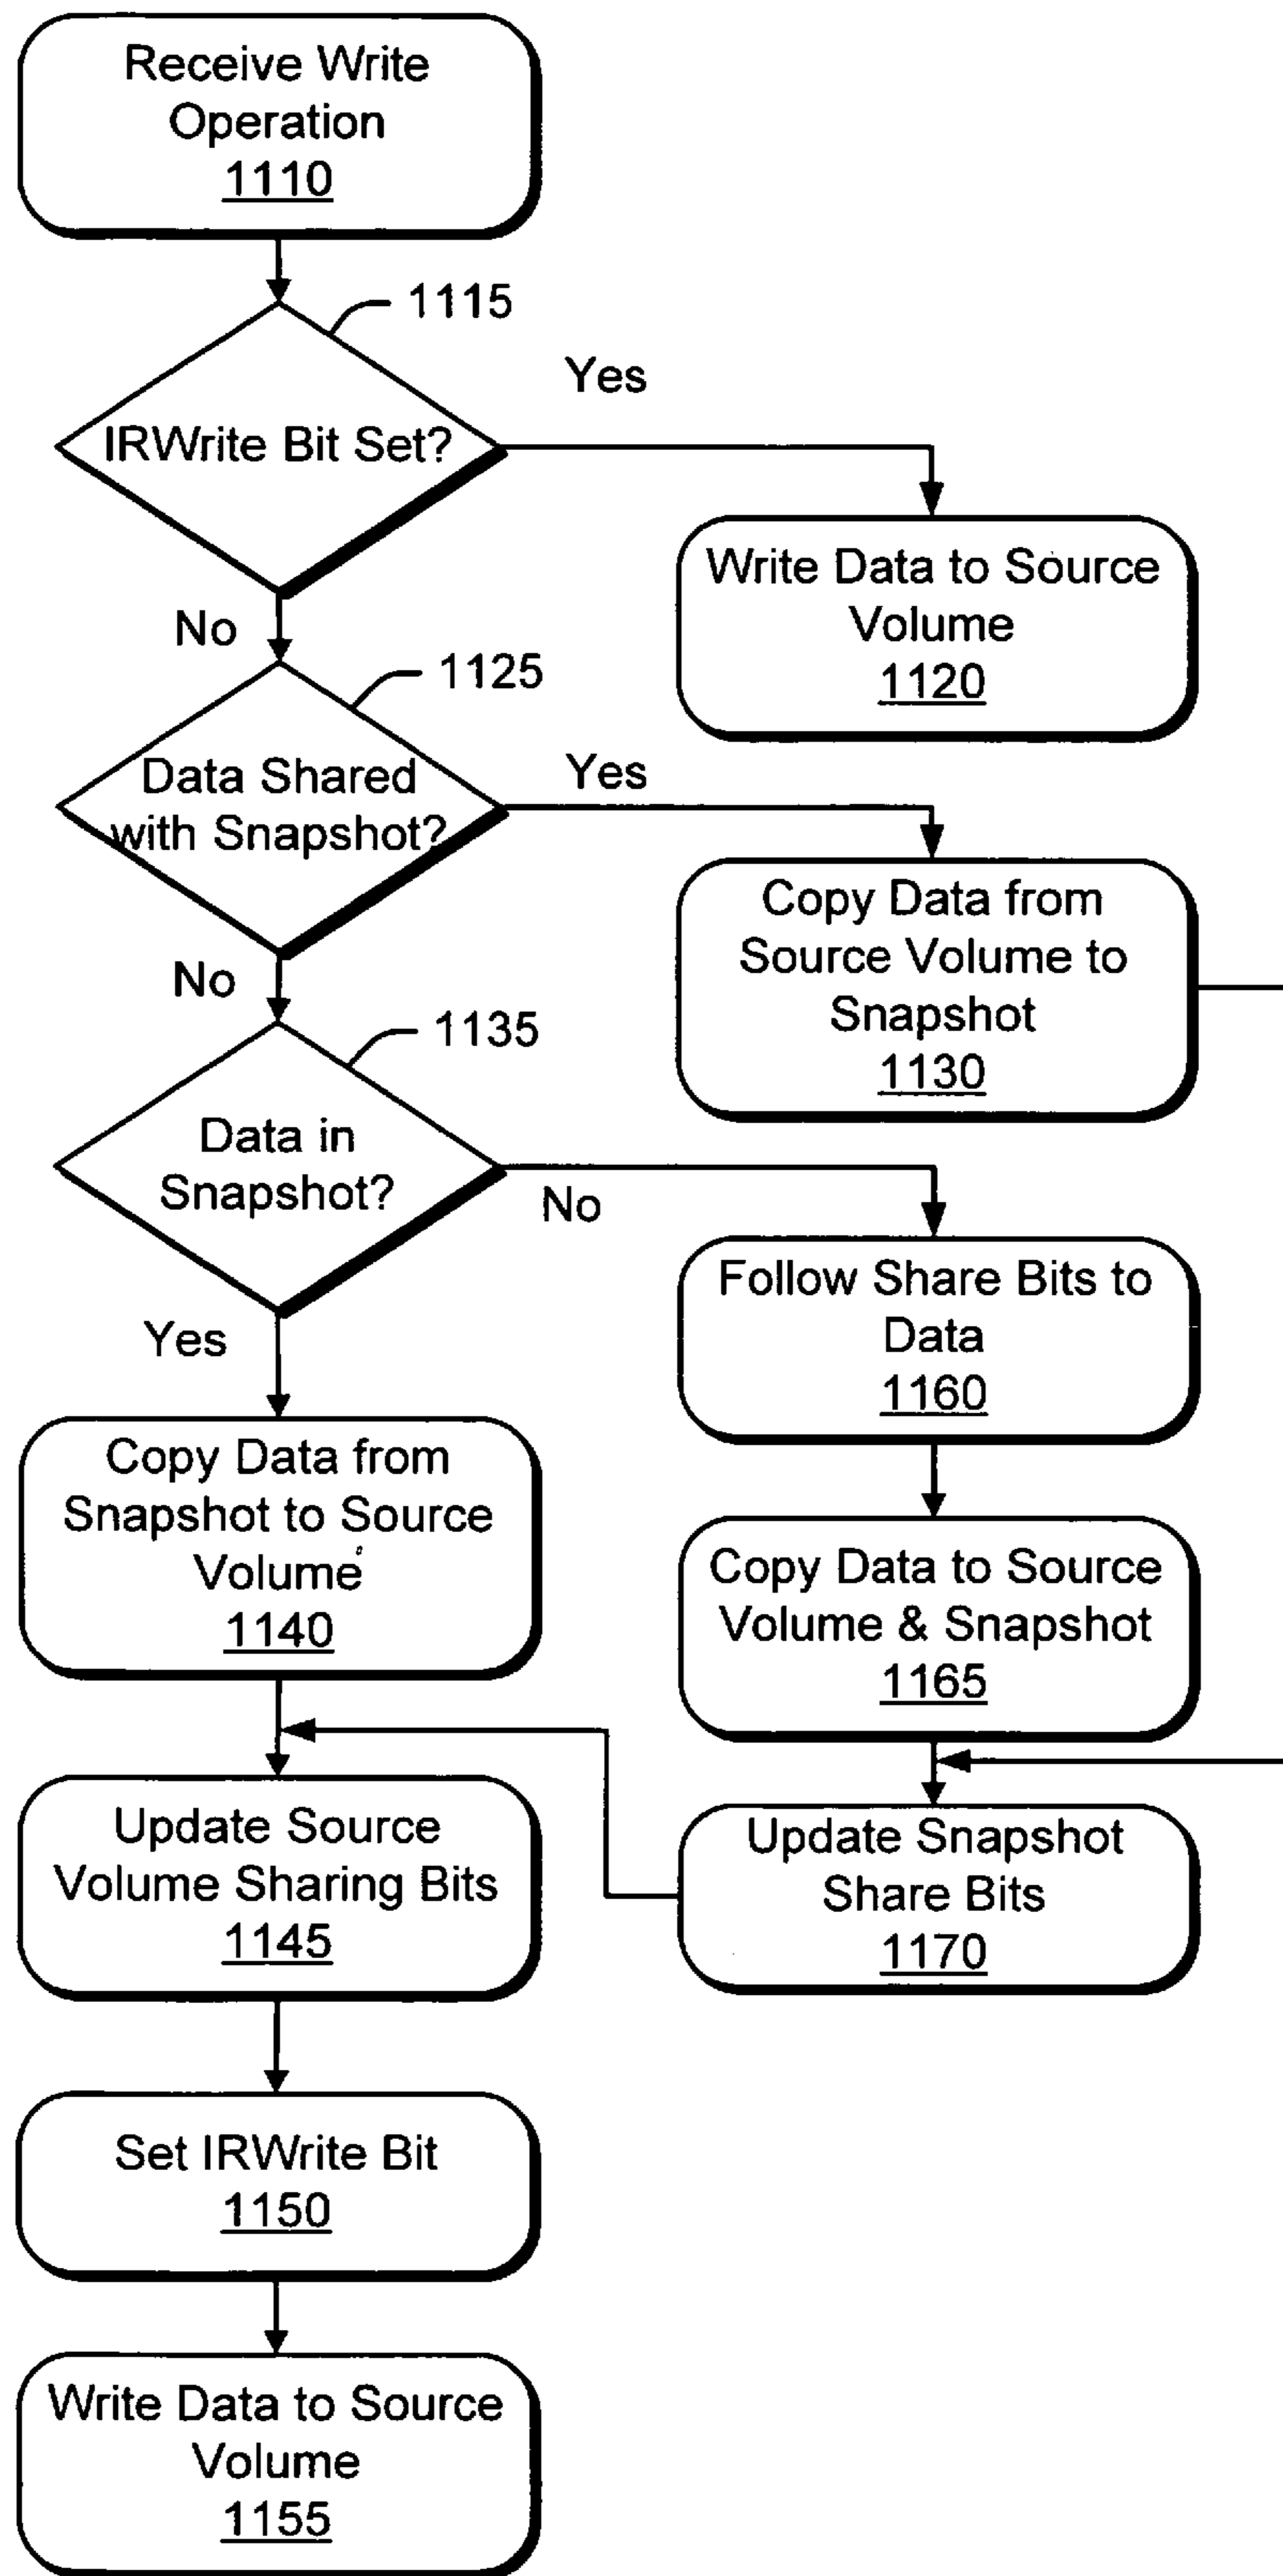 Receive Write
Operation
1110
1115
IRWrite Bit Set?
Yes
Write Data to Source
Volume
1120
No
1125
Data Shared
with Snapshot?
Yes
Copy Data from
Source Volume to
Snapshot
1130
No
1135
Data in
Snapshot?
No
Follow Share Bits to
Data
1160
Yes
Copy Data from
Snapshot to Source
Volume
1140
Copy Data to Source
Volume & Snapshot
1165
Update Source
Volume Sharing Bits
1145
Update Snapshot
Share Bits
1170
Set IRWrite Bit
1150
Write Data to Source
Volume
1155